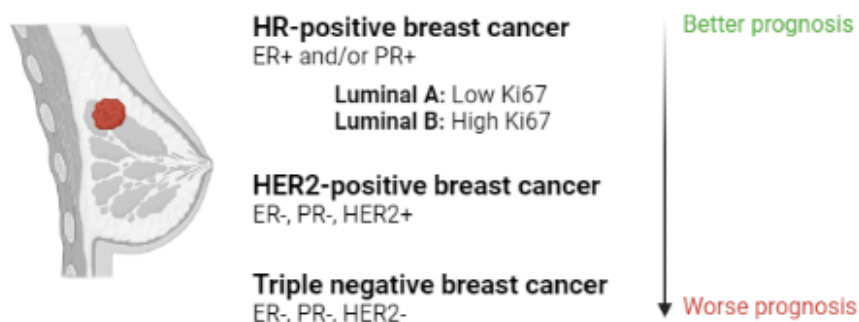 HR-positive breast cancer
Better prognosis
ER+ and/or PR+
Luminal A: Low Ki67
Luminal B: High Ki67
HER2-positive breast cancer
ER-, PR-, HER2+
Triple negative breast cancer
ER-, PR-, HER2-
Worse prognosis